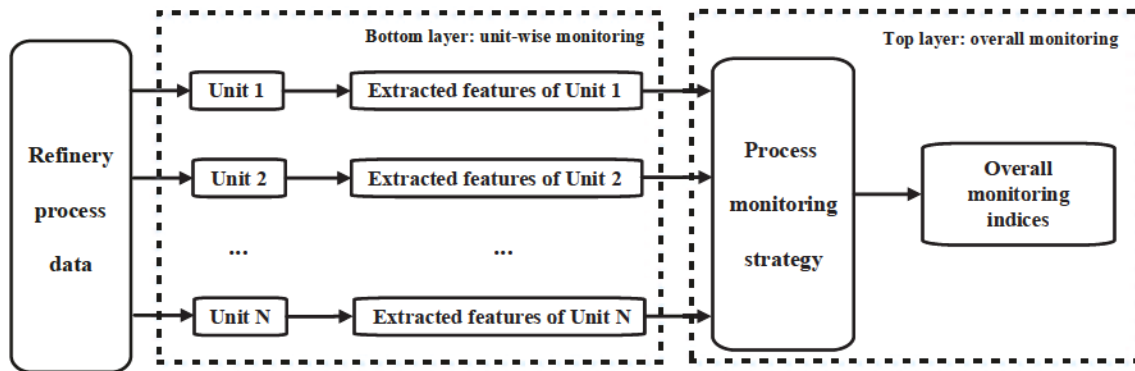 Bottom layer: unit-wise monitoring
Top layer: overall monitoring
Refinery
process
data
Unit 1
Extracted features of Unit 1
Unit 2
Extracted features of Unit 2
...
...
Unit N
Extracted features of Unit N
Process
monitoring
strategy
Overall
monitoring
indices